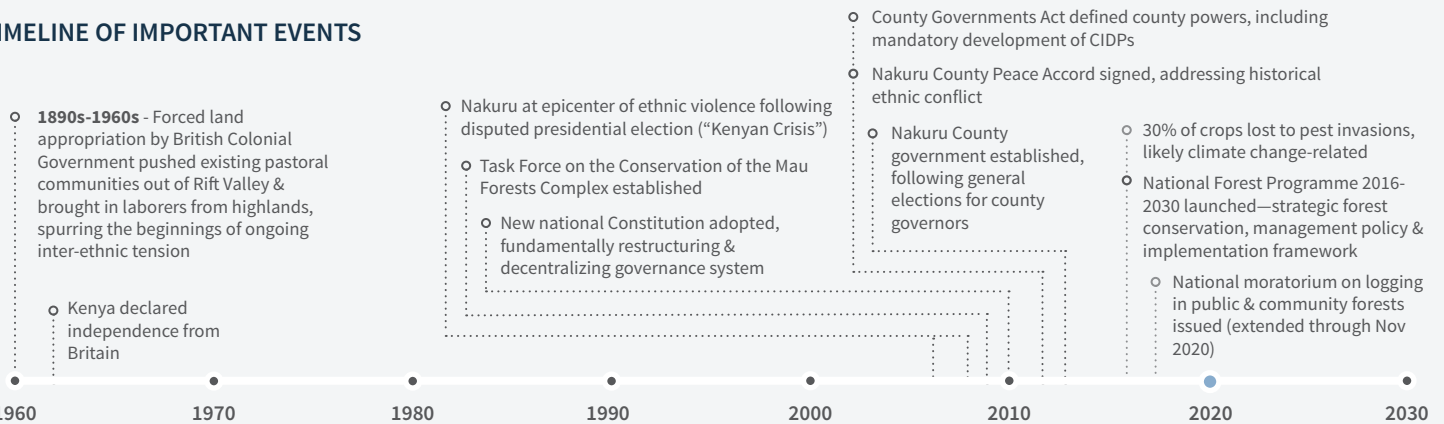 IMELINE OF IMPORTANT EVENTS
1890s-1960s - Forced land
appropriation by British Colonial
Government pushed existing pastoral
communities out of Rift Valley &
brought in laborers from highlands,
spurring the beginnings of ongoing
inter-ethnic tension
Kenya declared
independence from
Britain
Nakuru at epicenter of ethnic violence following
disputed presidential election (“Kenyan Crisis”)
Task Force on the Conservation of the Mau
Forests Complex established
New national Constitution adopted,
fundamentally restructuring &
decentralizing governance system
County Governments Act defined county powers, including
mandatory development of CIDPs
Nakuru County Peace Accord signed, addressing historical
ethnic conflict
Nakuru County
government established,
following general
elections for county
governors
30% of crops lost to pest invasions,
likely climate change-related
National Forest Programme 2016-
2030 launched—strategic forest
conservation, management policy &
implementation framework
National moratorium on logging
in public & community forests
issued (extended through Nov
2020)
1960 1970 1980 1990 2000 2010 2020 2030